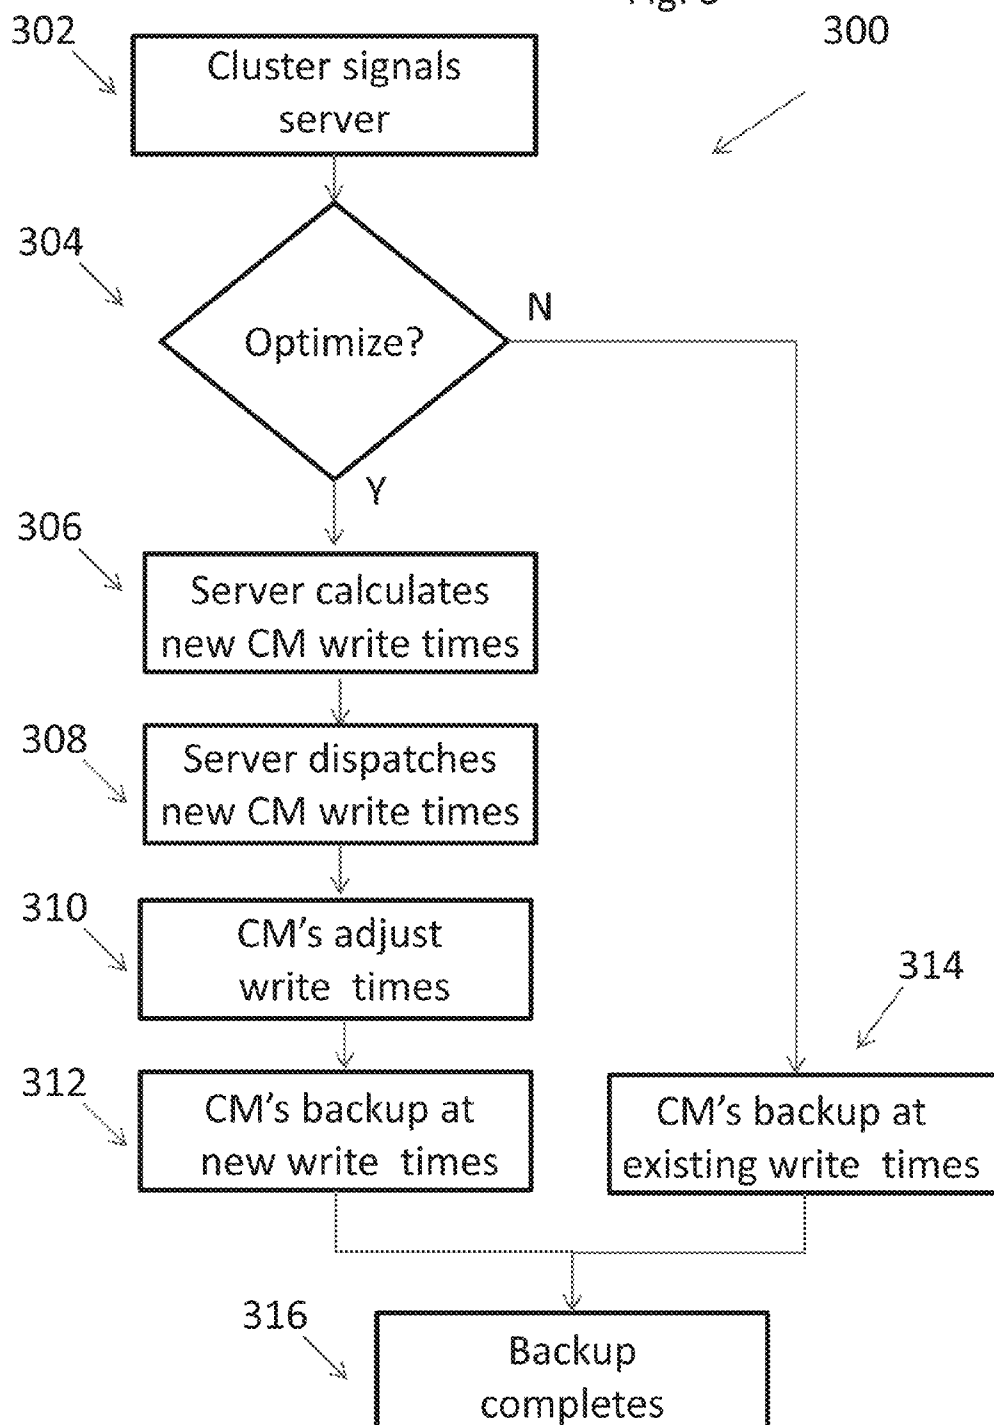 302
300
Cluster signals
server
304
N
Optimize?
Y
306
Server calculates
new CM write times
308
Server dispatches
new CM write times
310
CM's adjust
write times
314
312
CM's backup at
new write times
CM's backup at
existing write times
316
Backup
completes